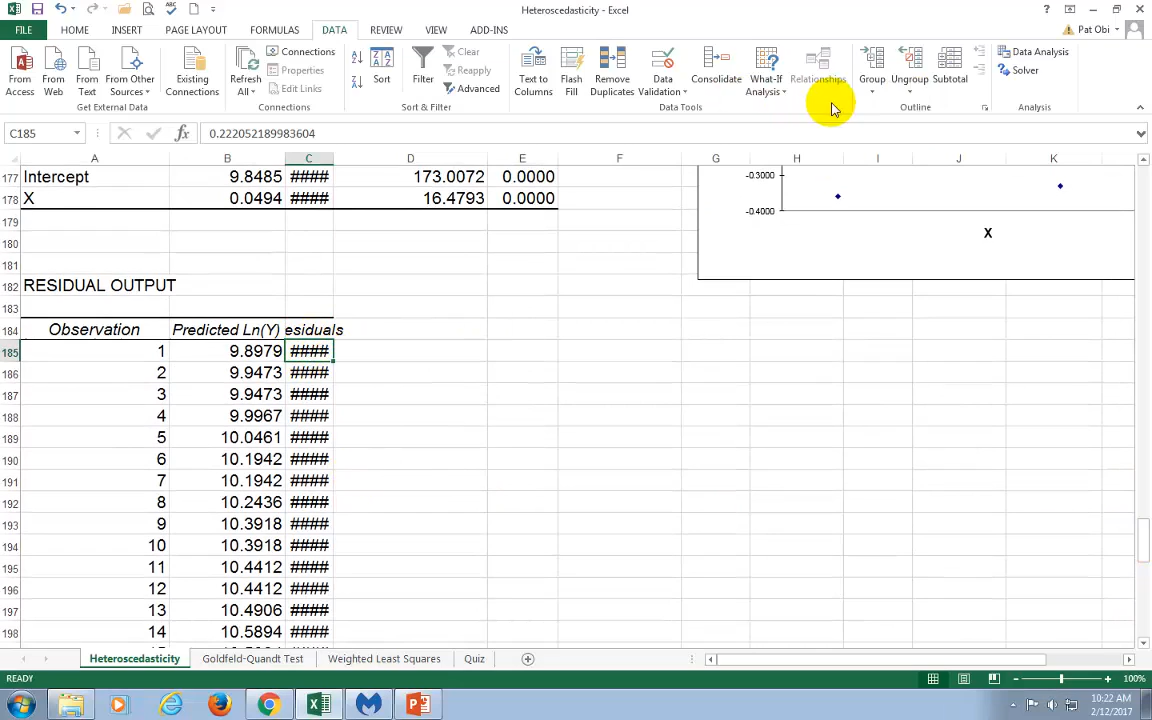 Heteroscedasticity - Excel
FILE HOME INSERT PAGE LAYOUT FORMULAS DATA REVIEW VIEW ADD-INS Pat Obi
From Access
From Web
From Text
From Other Sources
Existing Connections
Get External Data
Refresh All
Connections
Properties
Edit Links
Connections
Sort
Filter
Clear
Reapply
Advanced
Sort & Filter
Text to Columns
Flash Fill
Remove Duplicates
Data Validation
Consolidate
What-If Analysis
Relationships
Data Tools
Group
Ungroup
Subtotal
Outline
Data Analysis
Solver
Analysis
C185 fx 0.222052189983604
A B C D E F G H I J K
177 Intercept 9.8485 #### 173.0072 0.0000
178 X 0.0494 #### 16.4793 0.0000
179
180
181
182 RESIDUAL OUTPUT
183
184 Observation Predicted Ln(Y) esiduals
185 1 9.8979 ####
186 2 9.9473 ####
187 3 9.9473 ####
188 4 9.9967 ####
189 5 10.0461 ####
190 6 10.1942 ####
191 7 10.1942 ####
192 8 10.2436 ####
193 9 10.3918 ####
194 10 10.3918 ####
195 11 10.4412 ####
196 12 10.4412 ####
197 13 10.4906 ####
198 14 10.5894 ####
-0.3000
-0.4000
X
Heteroscedasticity Goldfeld-Quandt Test Weighted Least Squares Quiz
READY 100%
10:22 AM
2/12/2017